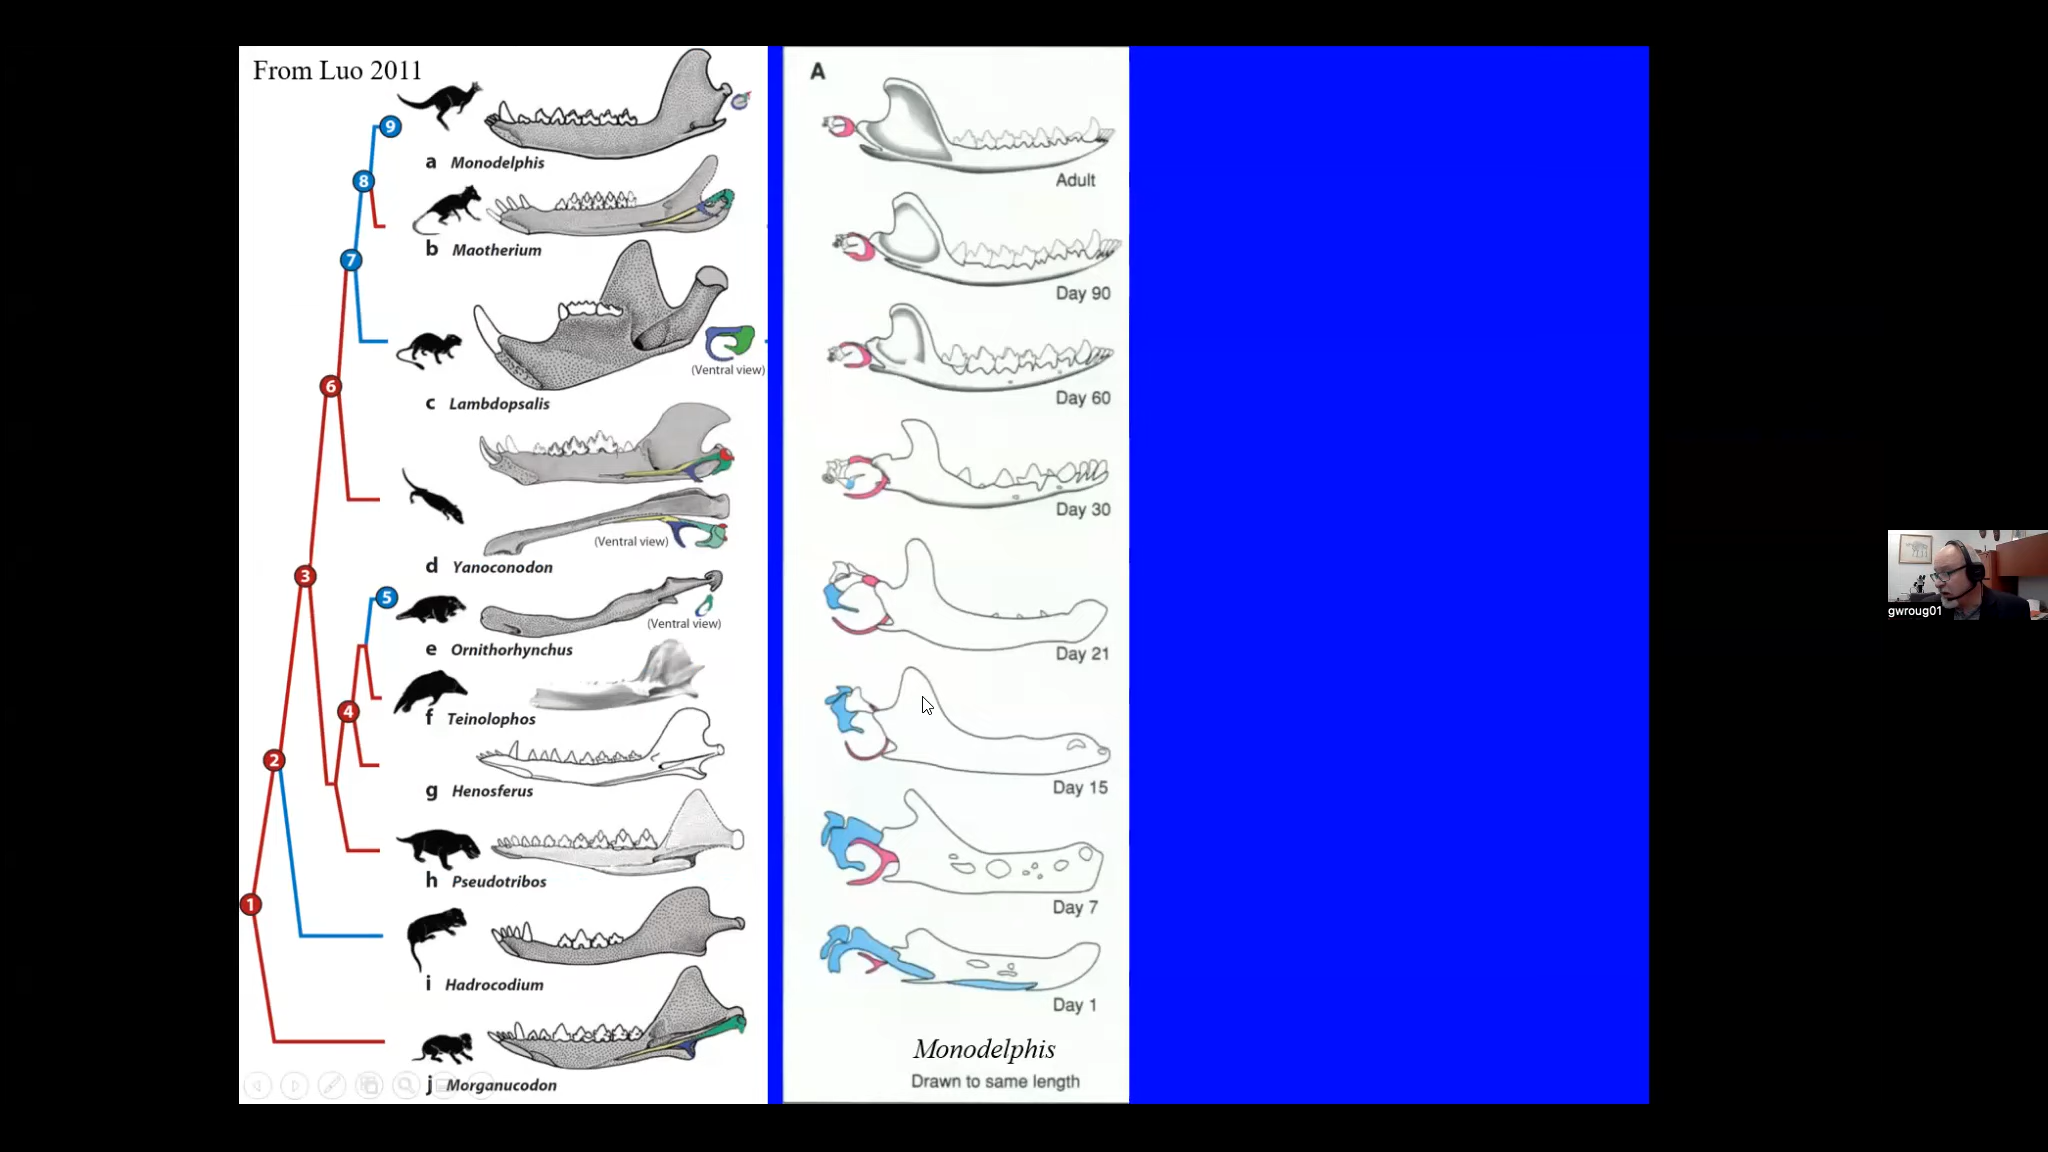 From Luo 2011
9
a Monodelphis
8
b Maotherium
7
(Ventral view)
6
c Lambdopsalis
(Ventral view)
d Yanoconodon
3
5
(Ventral view)
e Ornithorhynchus
4
f Teinolophos
2
g Henosferus
h Pseudotribos
1
i Hadrocodium
j Morganucodon
A
Adult
Day 90
Day 60
Day 30
Day 21
Day 15
Day 7
Day 1
Monodelphis
Drawn to same length
gwroug01